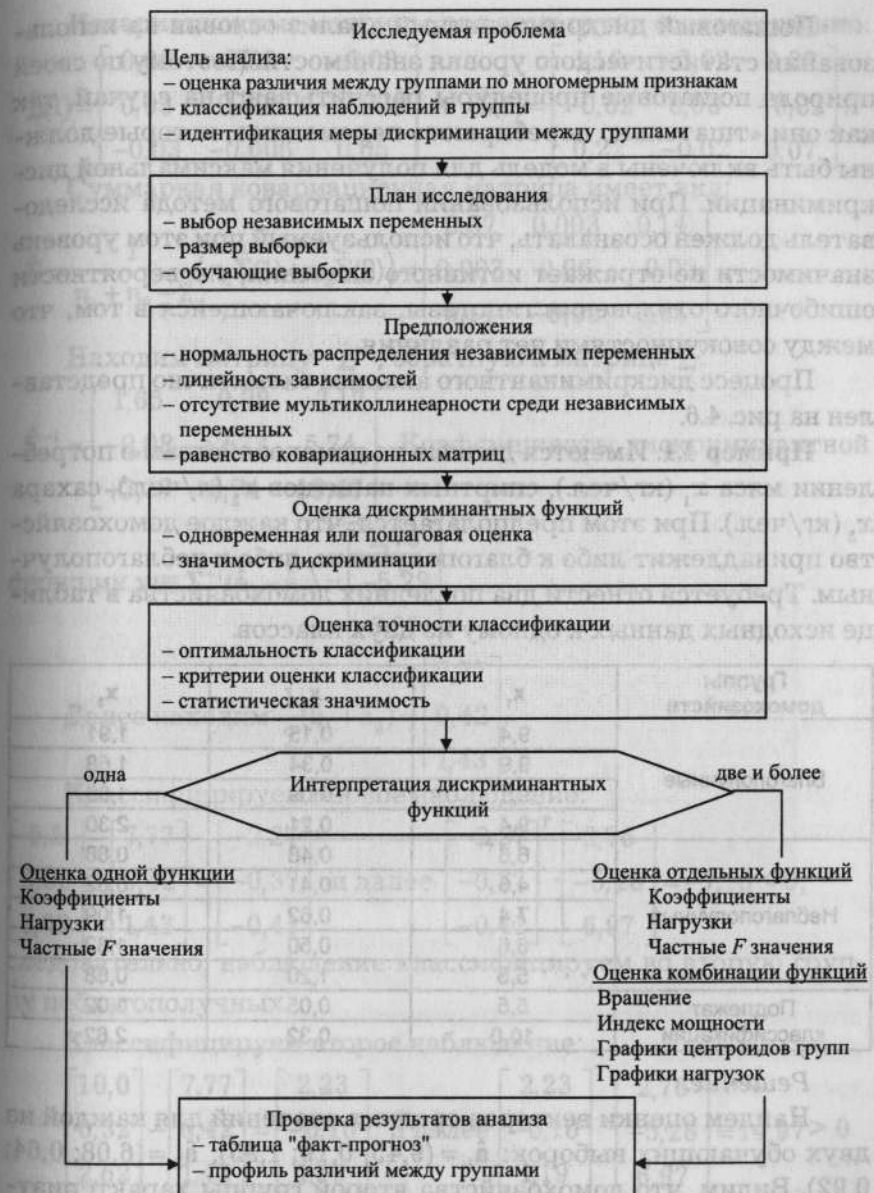 Исследуемая проблема
Цель анализа:
– оценка различия между группами по многомерным признакам
– классификация наблюдений в группы
– идентификация меры дискриминации между группами
План исследования
– выбор независимых переменных
– размер выборки
– обучающие выборки
Предположения
– нормальность распределения независимых переменных
– линейность зависимостей
– отсутствие мультиколлинеарности среди независимых
переменных
– равенство ковариационных матриц
Оценка дискриминантных функций
– одновременная или пошаговая оценка
– значимость дискриминации
Оценка точности классификации
– оптимальность классификации
– критерии оценки классификации
– статистическая значимость
одна
Интерпретация дискриминантных
функций
две и более
Оценка одной функции
Коэффициенты
Нагрузки
Частные F значения
Оценка отдельных функций
Коэффициенты
Нагрузки
Частные F значения
Оценка комбинации функций
Вращение
Индекс мощности
Графики центроидов групп
Графики нагрузок
Проверка результатов анализа
– таблица "факт-прогноз"
– профиль различий между группами